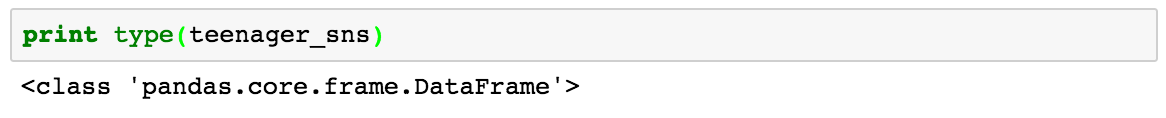 print type(teenager_sns)
<class 'pandas.core.frame.DataFrame'>